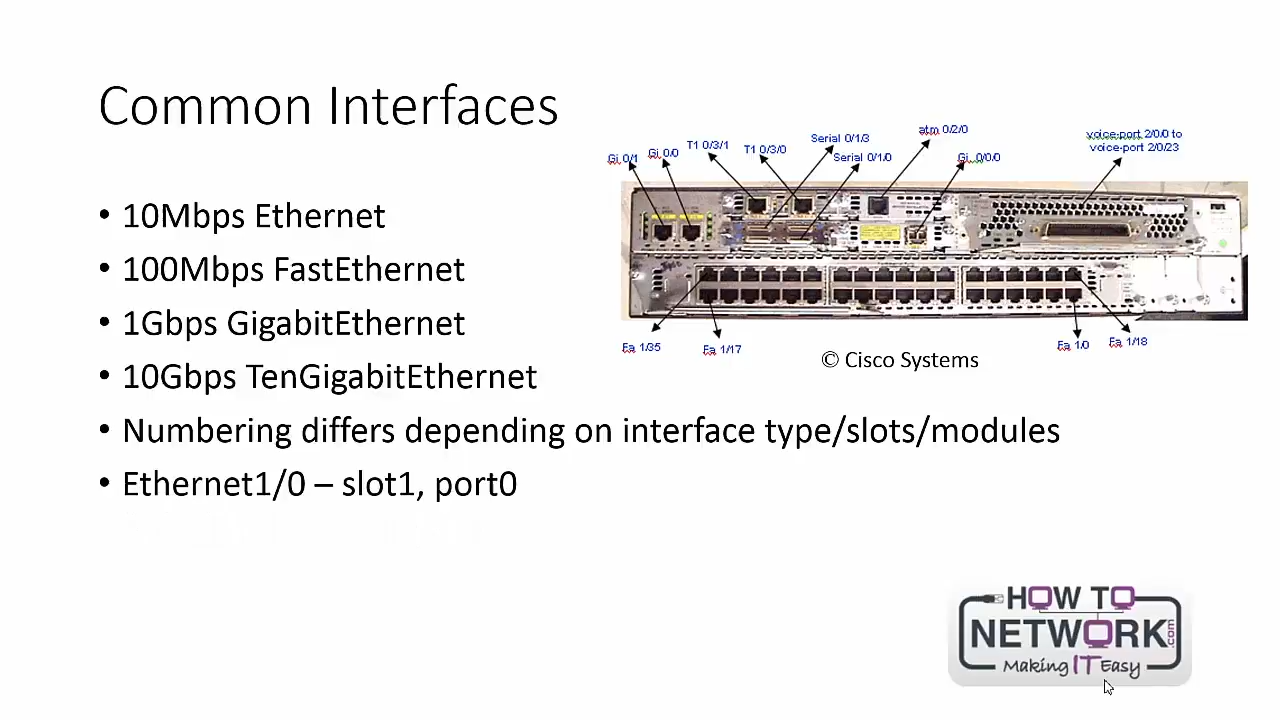 Common Interfaces
• 10Mbps Ethernet
• 100Mbps FastEthernet
• 1Gbps GigabitEthernet
• 10Gbps TenGigabitEthernet
• Numbering differs depending on interface type/slots/modules
• Ethernet1/0 – slot1, port0
Gi 0/1
Gi 0/0
T1 0/3/1
T1 0/3/0
Serial 0/1/3
Serial 0/1/0
atm 0/2/0
Gi 0/0/0
voice-port 2/0/0 to
voice-port 2/0/23
Fa 1/35
Fa 1/17
Fa 1/0
Fa 1/18
© Cisco Systems
HOW TO
NETWORK.com
Making IT Easy